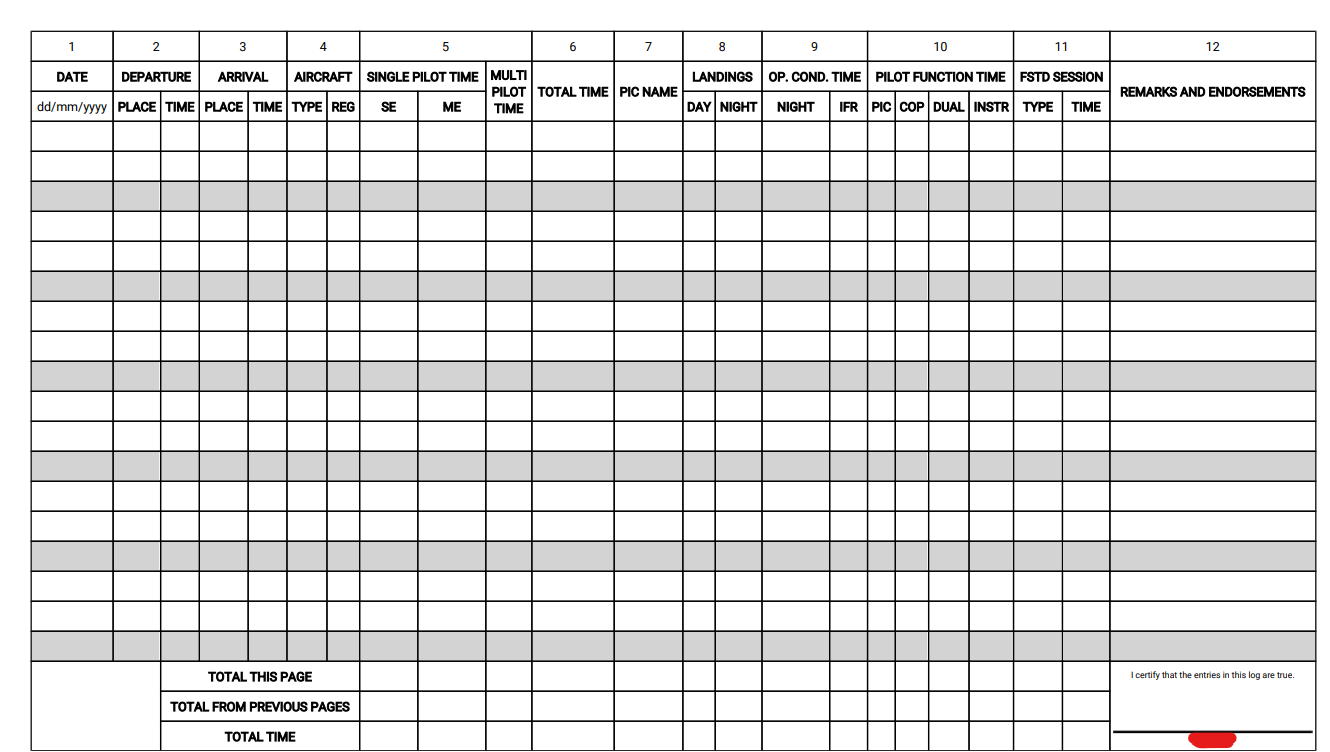 1 2 3 4 5 6 7 8 9 10 11 12
DATE DEPARTURE ARRIVAL AIRCRAFT SINGLE PILOT TIME MULTI PILOT TIME TOTAL TIME PIC NAME LANDINGS OP. COND. TIME PILOT FUNCTION TIME FSTD SESSION REMARKS AND ENDORSEMENTS
dd/mm/yyyy PLACE TIME PLACE TIME TYPE REG SE ME DAY NIGHT NIGHT IFR PIC COP DUAL INSTR TYPE TIME
TOTAL THIS PAGE
I certify that the entries in this log are true.
TOTAL FROM PREVIOUS PAGES
TOTAL TIME